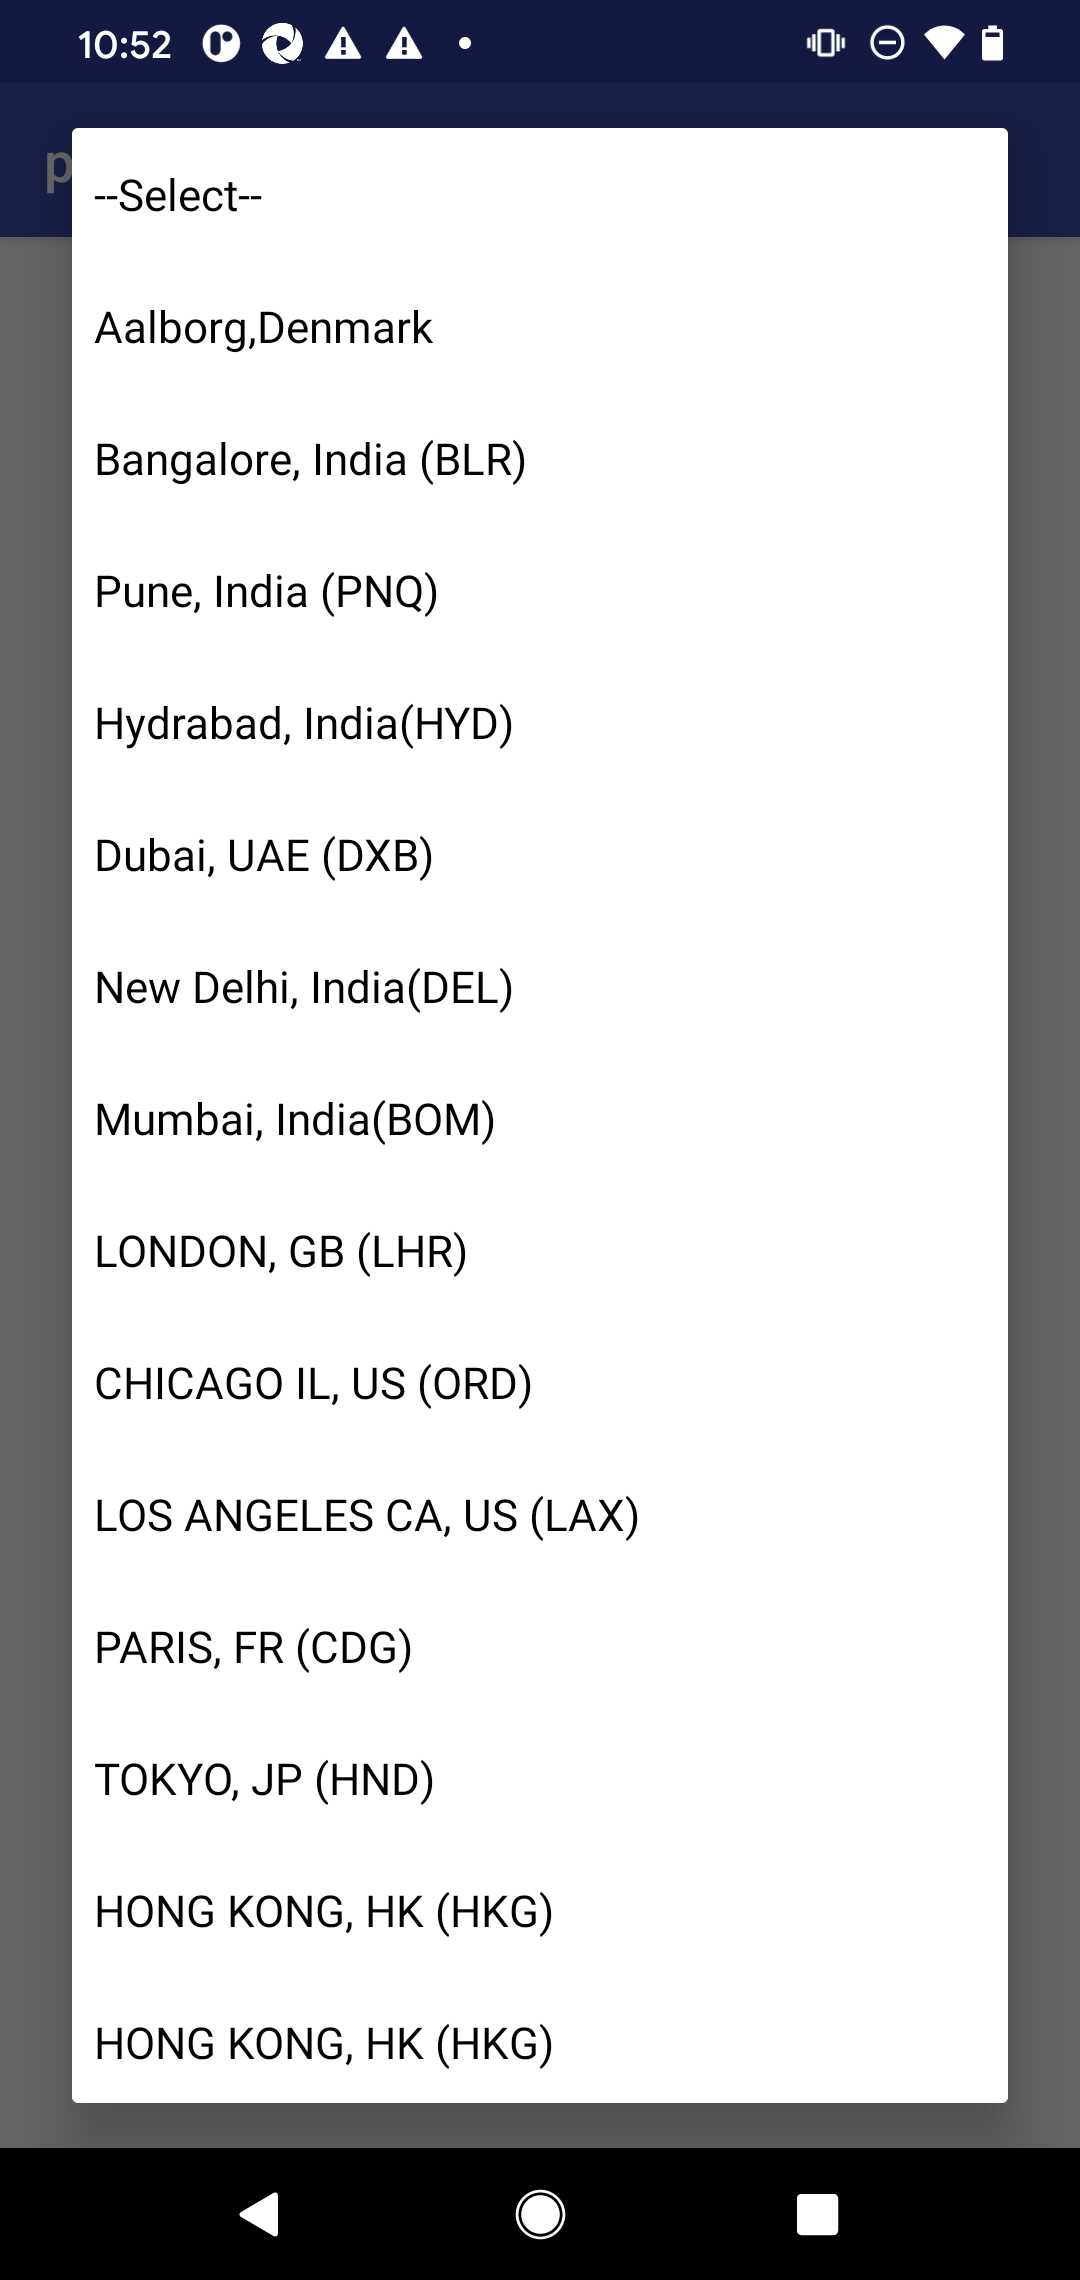 10:52
p
--Select--
Aalborg,Denmark
Bangalore, India (BLR)
Pune, India (PNQ)
Hydrabad, India(HYD)
Dubai, UAE (DXB)
New Delhi, India(DEL)
Mumbai, India(BOM)
LONDON, GB (LHR)
CHICAGO IL, US (ORD)
LOS ANGELES CA, US (LAX)
PARIS, FR (CDG)
TOKYO, JP (HND)
HONG KONG, HK (HKG)
HONG KONG, HK (HKG)